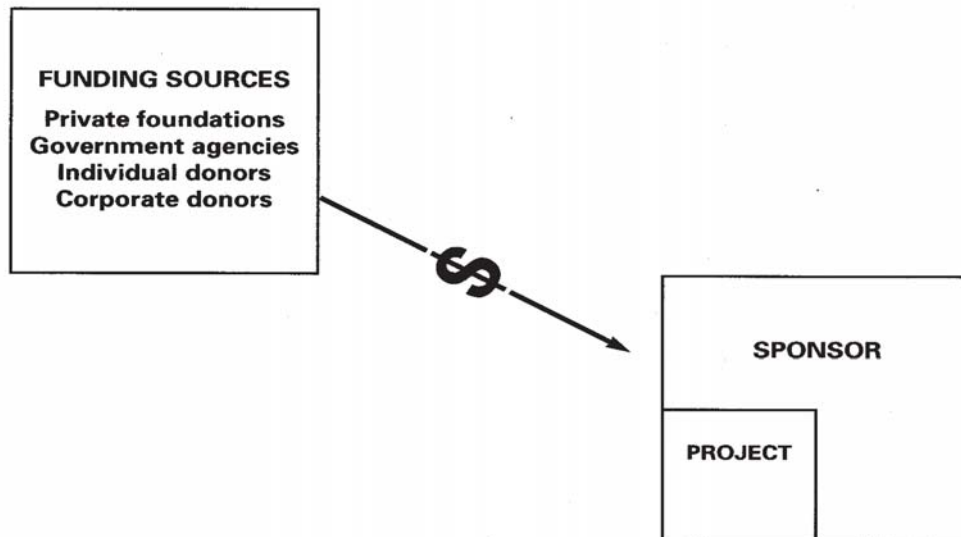 FUNDING SOURCES
Private foundations
Government agencies
Individual donors
Corporate donors
$
SPONSOR
PROJECT